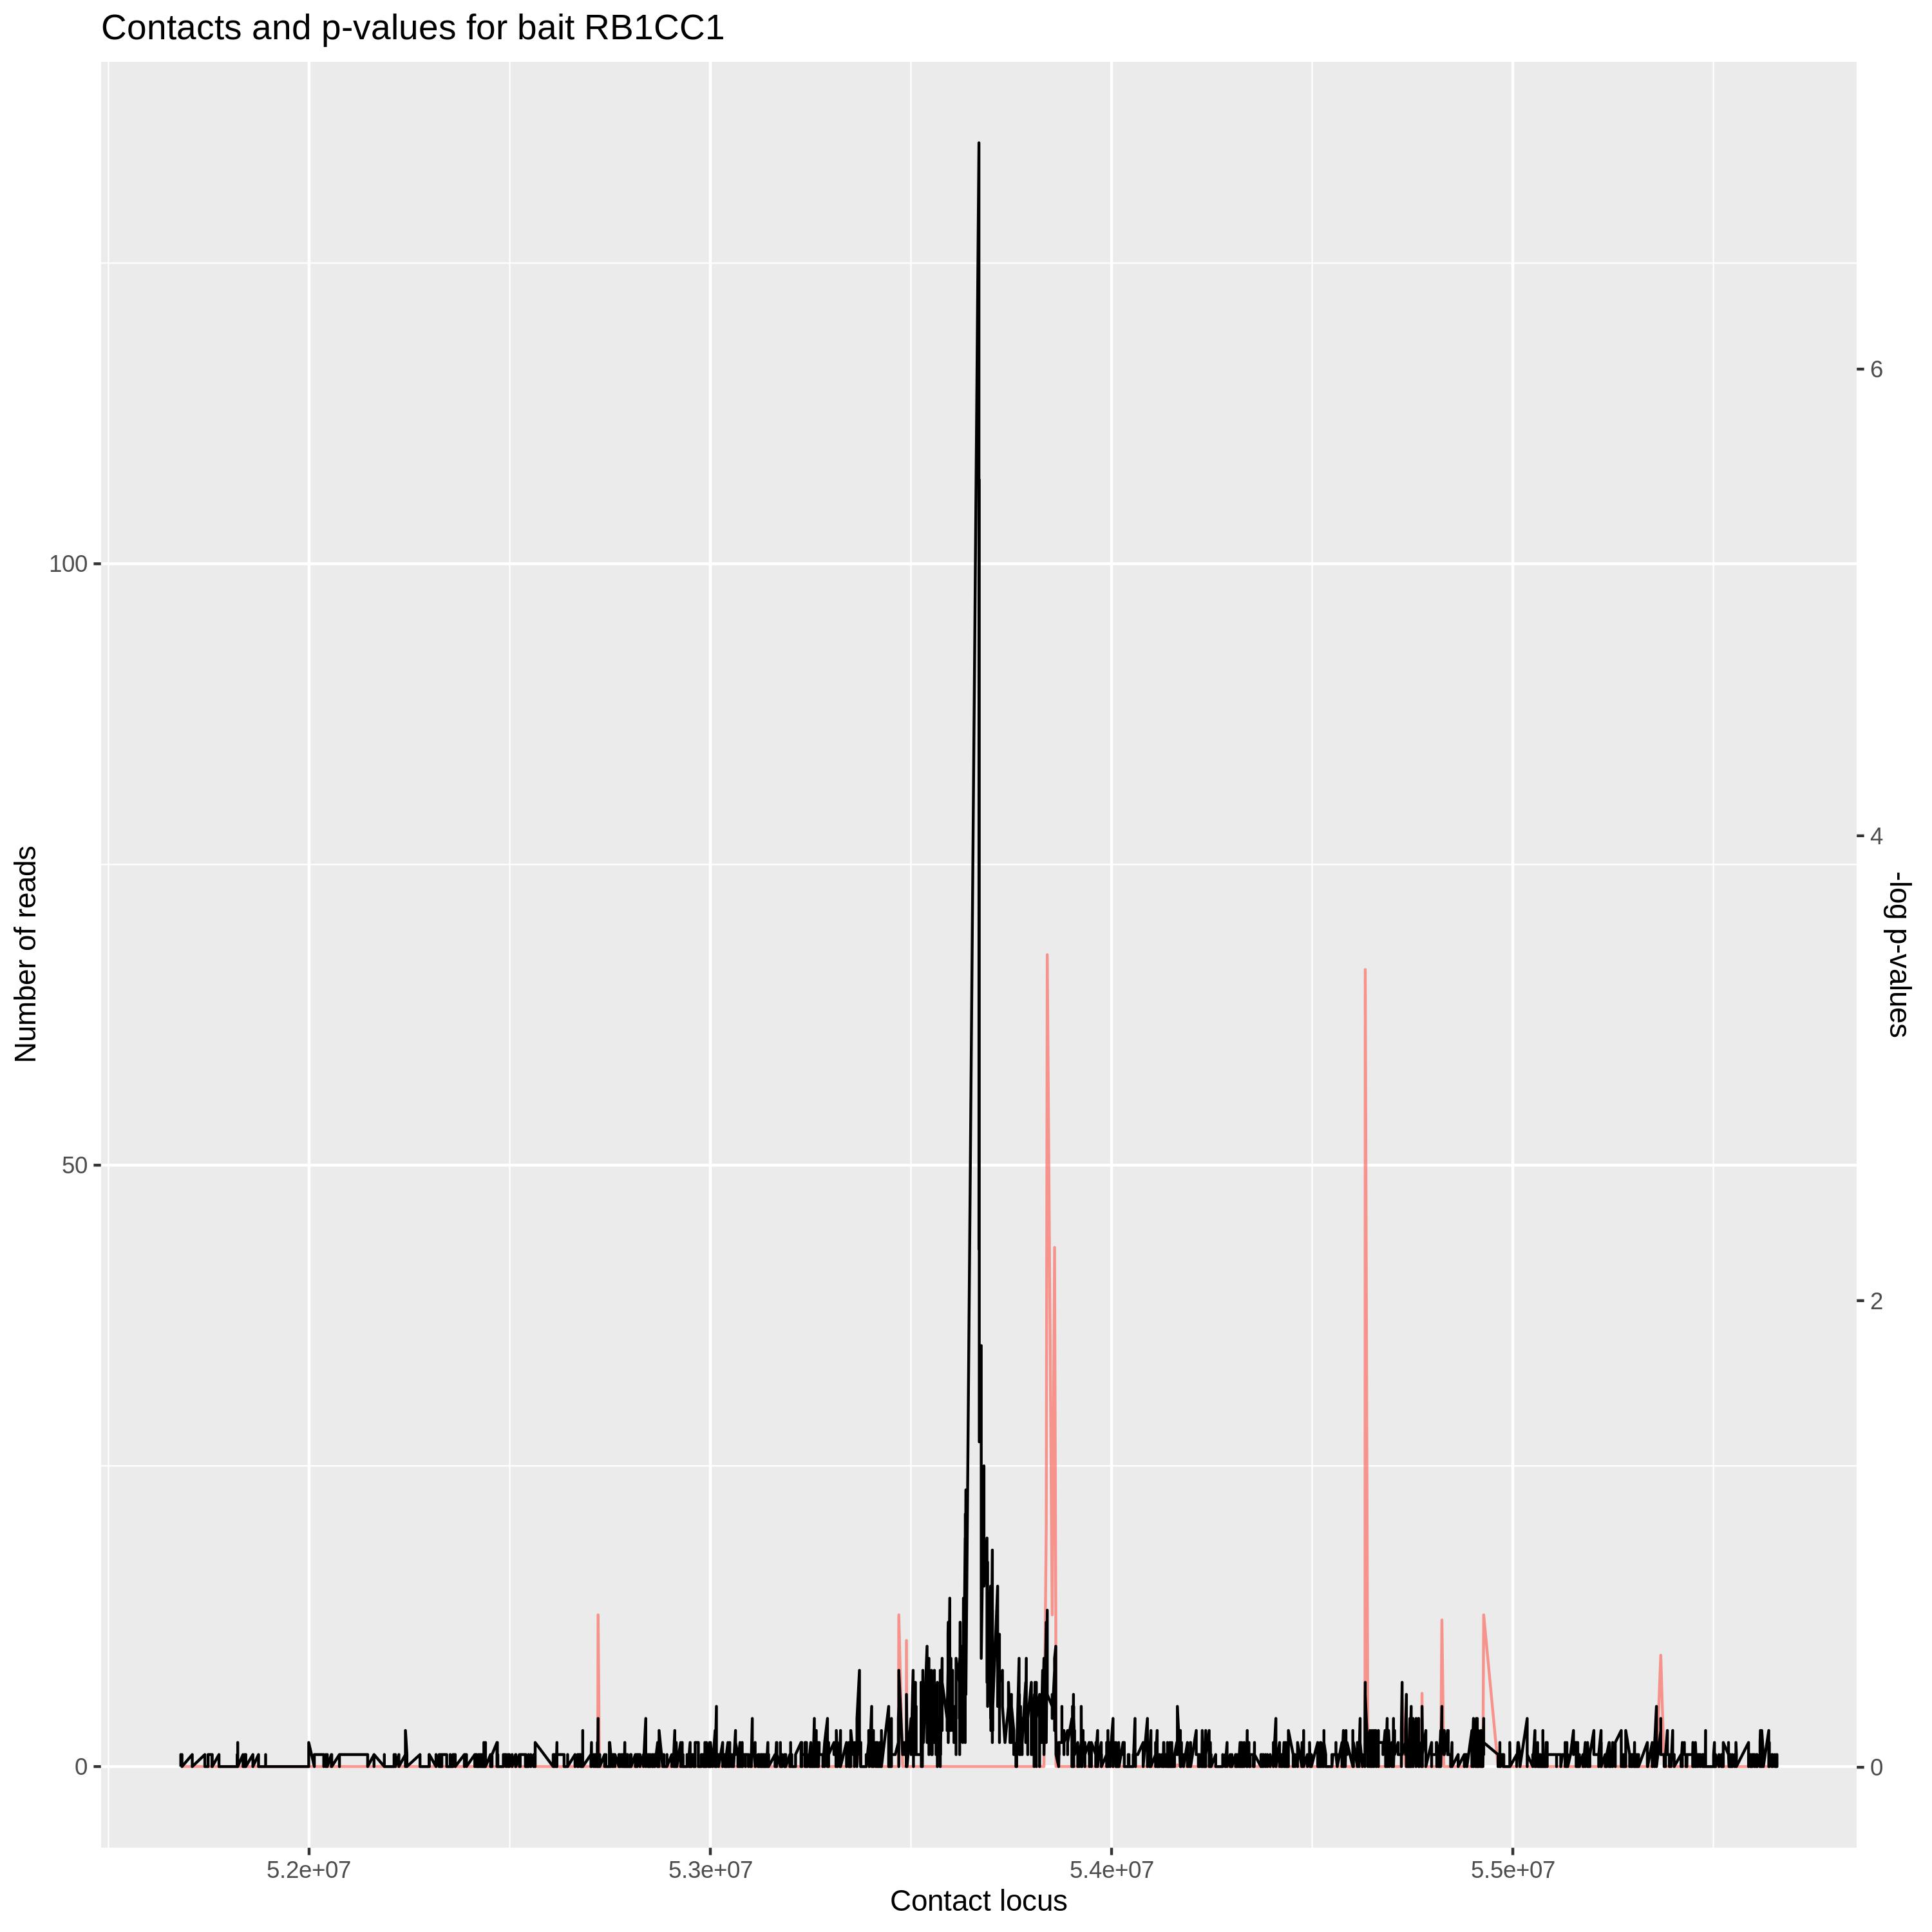 Contacts and p-values for bait RB1CC1
Number of reads
100
50
0
6
4
2
0
-log p-values
5.2e+07 5.3e+07 5.4e+07 5.5e+07
Contact locus